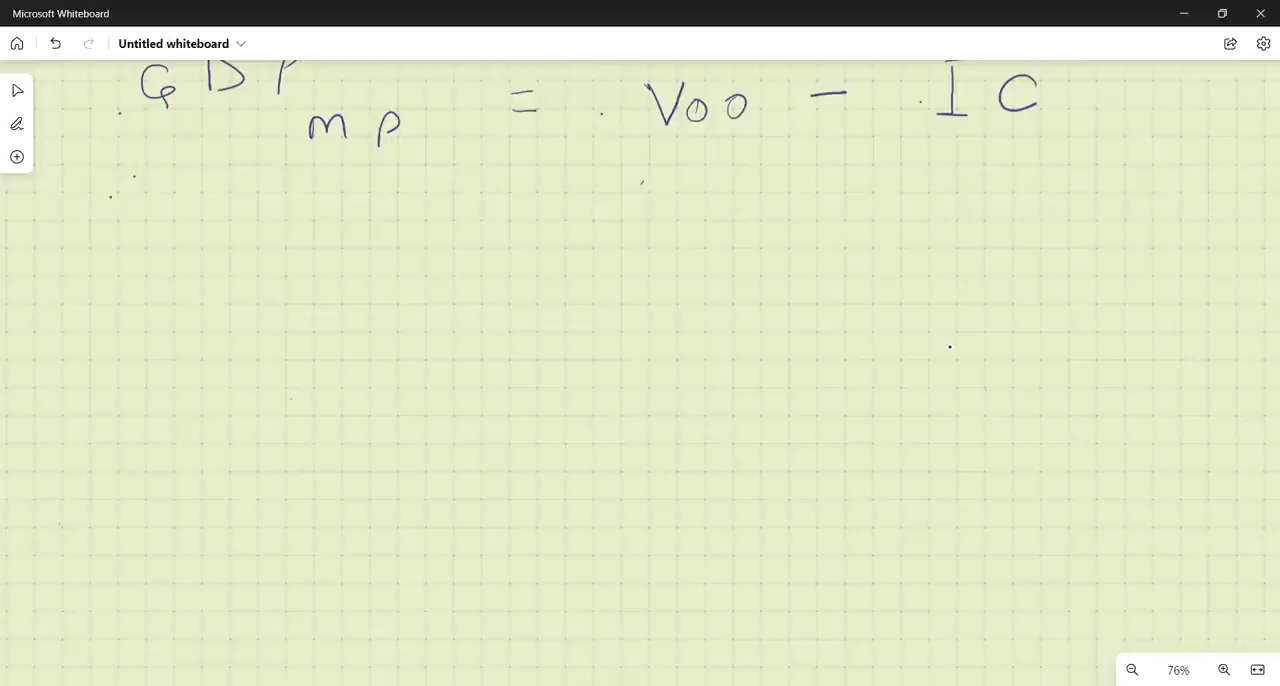 Microsoft Whiteboard
Untitled whiteboard
GDP mp = Voo - IC
76%